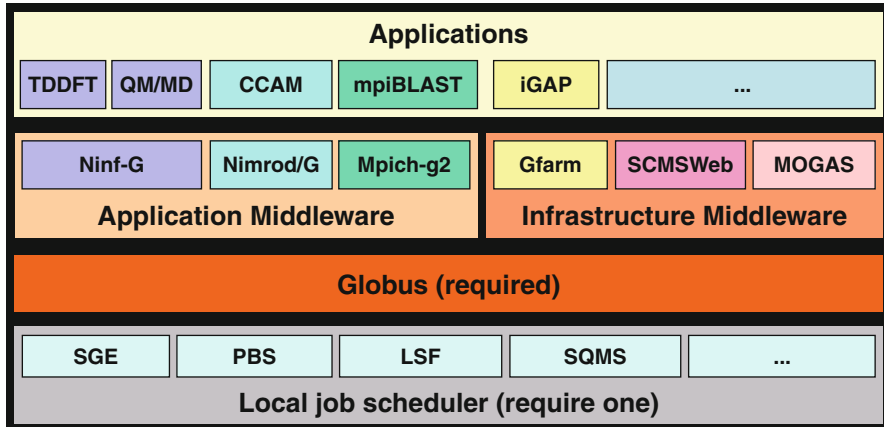 Applications
TDDFT QM/MD CCAM mpiBLAST iGAP ...
Ninf-G Nimrod/G Mpich-g2 Gfarm SCMSWeb MOGAS
Application Middleware Infrastructure Middleware
Globus (required)
SGE PBS LSF SQMS ...
Local job scheduler (require one)